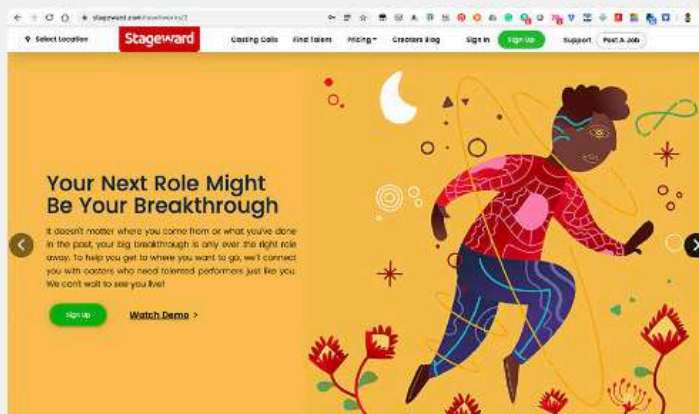 stageward.com/howitworks2/
Select Location
Stageward
Casting Calls
Find Talent
Pricing
Creators Blog
Sign In
Sign Up
Support
Post A Job
Your Next Role Might
Be Your Breakthrough
It doesn't matter where you come from or what you've done
in the past, your big breakthrough is only ever the right role
away. To help you get to where you want to go, we'll connect
you with casters who need talented performers just like you.
We can't wait to see you live!
Sign Up
Watch Demo >